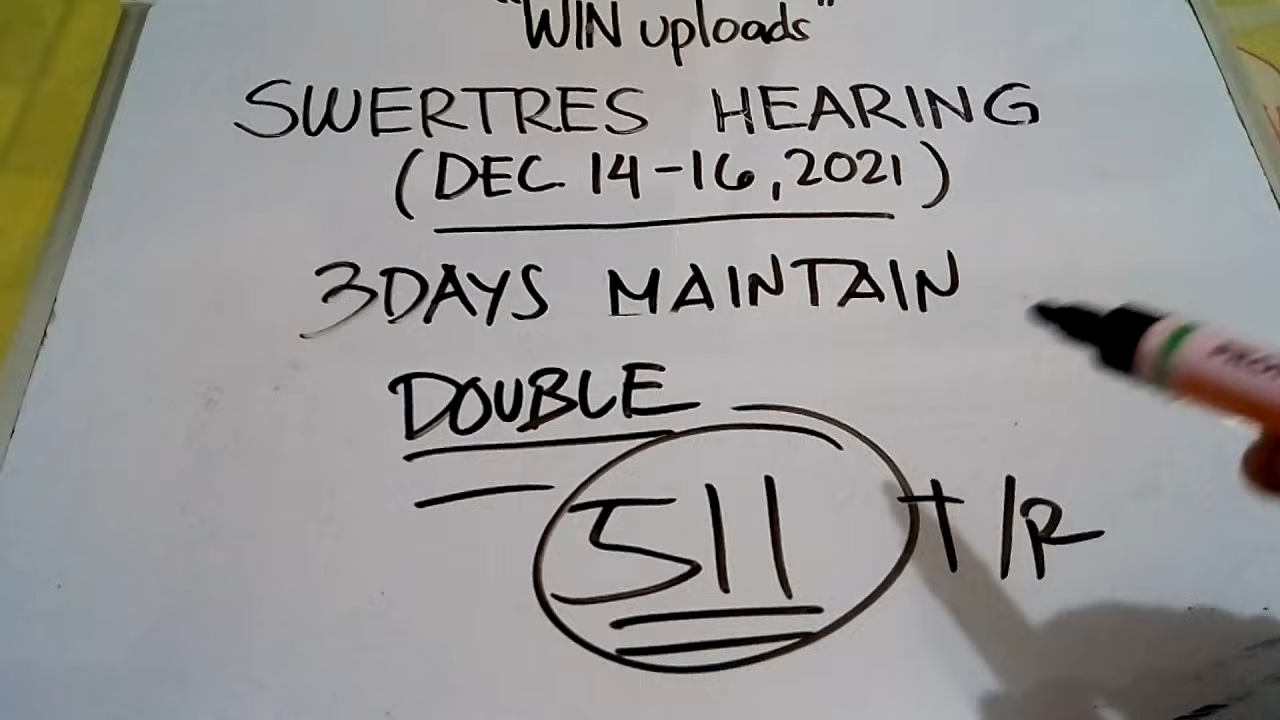 "WIN uploads"
SWERTRES HEARING
(DEC. 14-16, 2021)
3DAYS MAINTAIN
DOUBLE
511 T/R